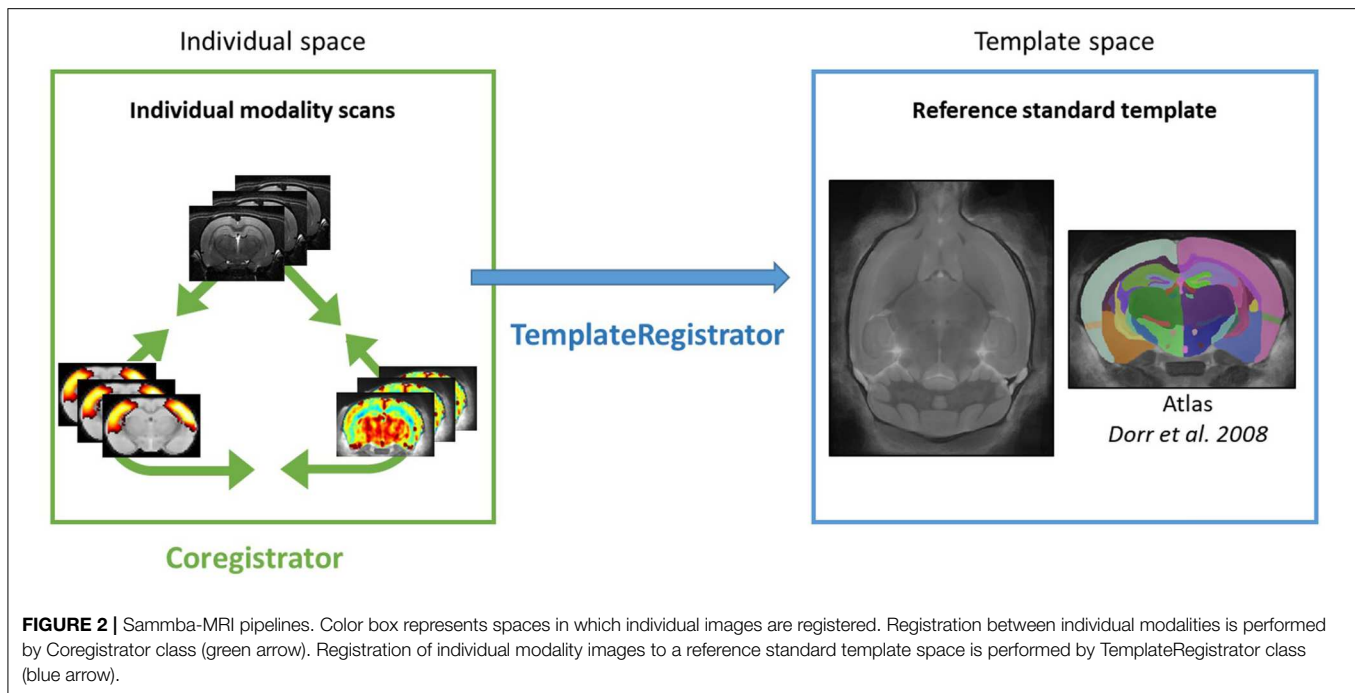 Individual space
Template space
Individual modality scans
Reference standard template
TemplateRegistrator
Atlas
Dorr et al. 2008
Coregistrator
FIGURE 2 | Sammba-MRI pipelines. Color box represents spaces in which individual images are registered. Registration between individual modalities is performed
by Coregistrator class (green arrow). Registration of individual modality images to a reference standard template space is performed by TemplateRegistrator class
(blue arrow).